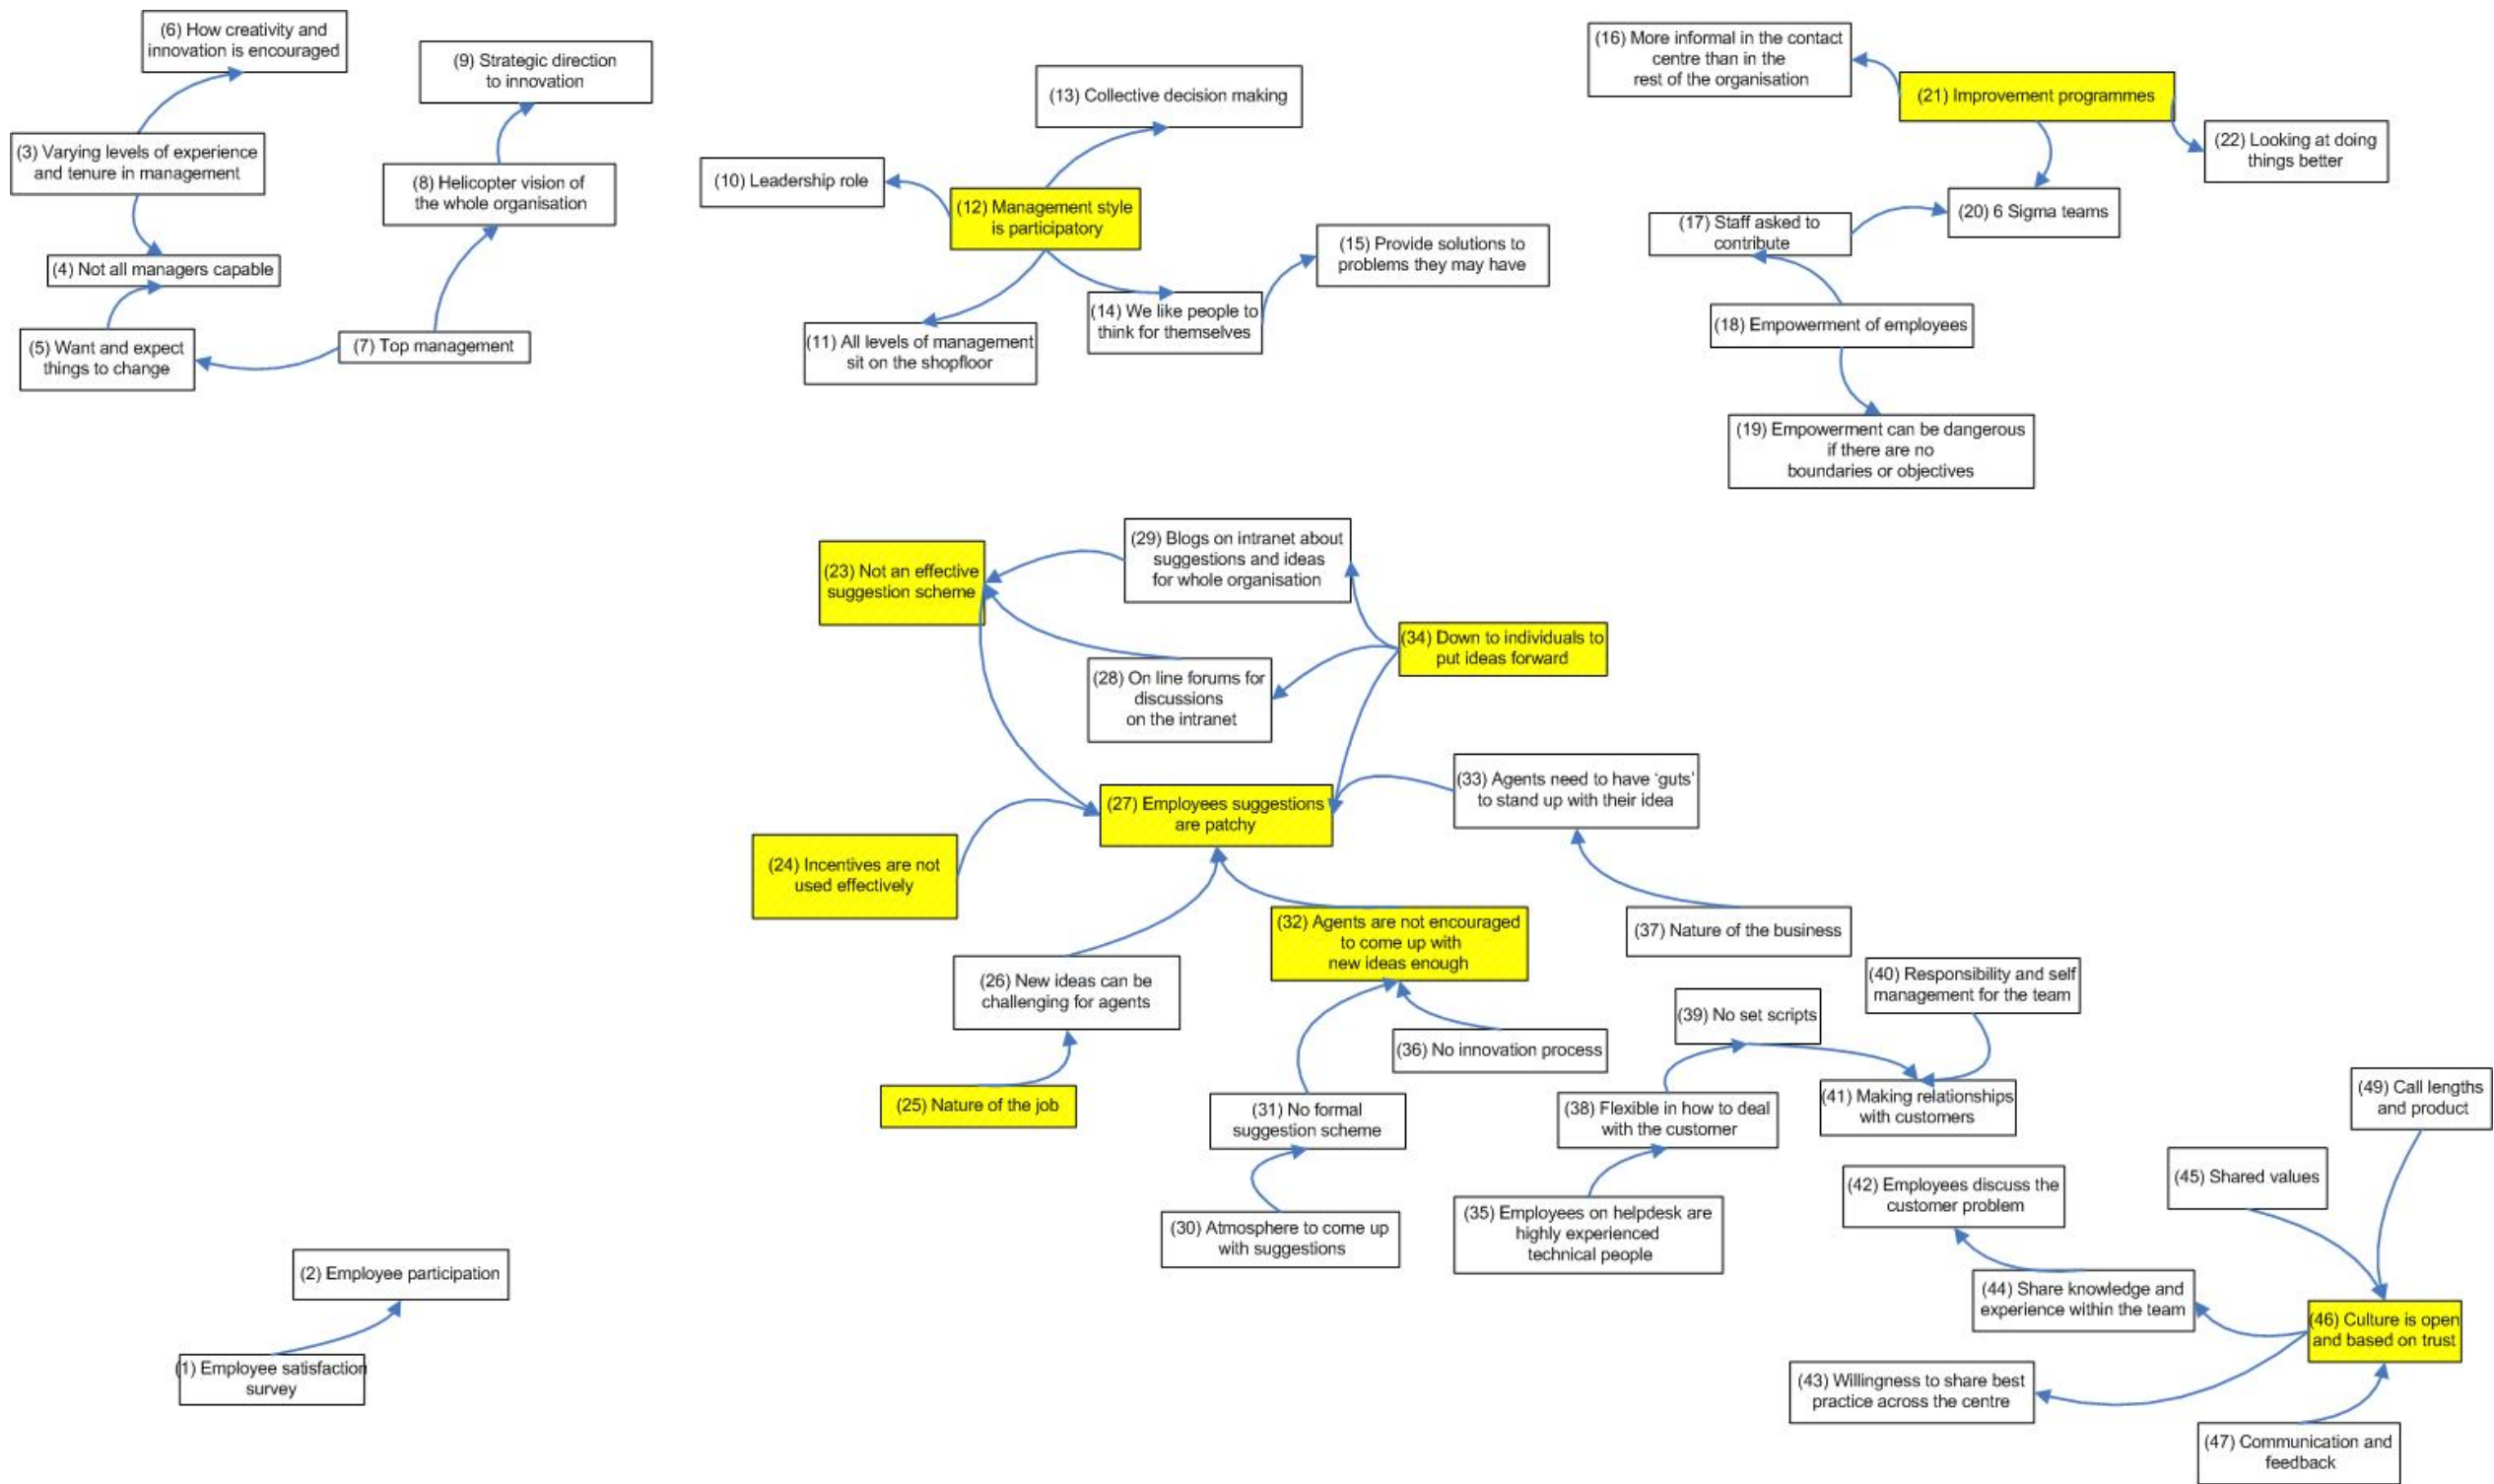 (6) How creativity and
innovation is encouraged
(9) Strategic direction
to innovation
(3) Varying levels of experience
and tenure in management
(8) Helicopter vision of
the whole organisation
(4) Not all managers capable
(5) Want and expect
things to change
(7) Top management
(13) Collective decision making
(10) Leadership role
(12) Management style
is participatory
(15) Provide solutions to
problems they may have
(14) We like people to
think for themselves
(11) All levels of management
sit on the shopfloor
(16) More informal in the contact
centre than in the
rest of the organisation
(21) Improvement programmes
(22) Looking at doing
things better
(20) 6 Sigma teams
(17) Staff asked to
contribute
(18) Empowerment of employees
(19) Empowerment can be dangerous
if there are no
boundaries or objectives
(23) Not an effective
suggestion scheme
(29) Blogs on intranet about
suggestions and ideas
for whole organisation
(34) Down to individuals to
put ideas forward
(28) On line forums for
discussions
on the intranet
(33) Agents need to have ‘guts’
to stand up with their idea
(27) Employees suggestions
are patchy
(24) Incentives are not
used effectively
(32) Agents are not encouraged
to come up with
new ideas enough
(37) Nature of the business
(26) New ideas can be
challenging for agents
(40) Responsibility and self
management for the team
(39) No set scripts
(36) No innovation process
(25) Nature of the job
(31) No formal
suggestion scheme
(38) Flexible in how to deal
with the customer
(41) Making relationships
with customers
(49) Call lengths
and product
(45) Shared values
(42) Employees discuss the
customer problem
(30) Atmosphere to come up
with suggestions
(35) Employees on helpdesk are
highly experienced
technical people
(44) Share knowledge and
experience within the team
(46) Culture is open
and based on trust
(43) Willingness to share best
practice across the centre
(47) Communication and
feedback
(2) Employee participation
(1) Employee satisfaction
survey